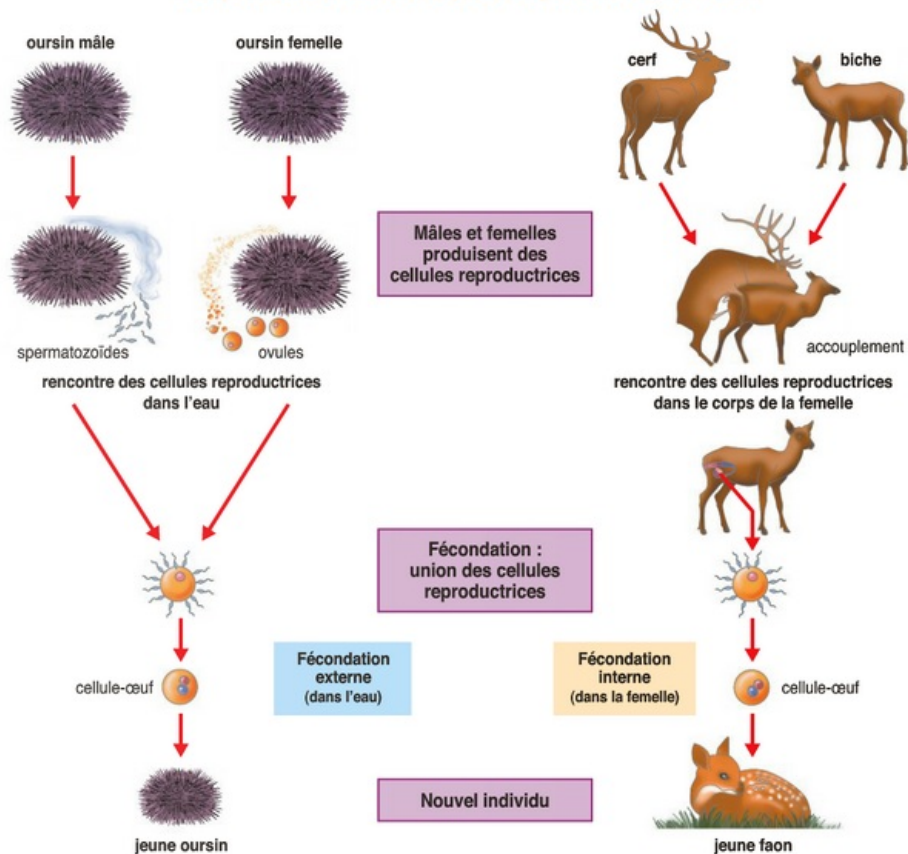 oursin mâle
oursin femelle
cerf
biche
Mâles et femelles
produisent des
cellules reproductrices
spermatozoïdes
ovules
accouplement
rencontre des cellules reproductrices
dans l'eau
rencontre des cellules reproductrices
dans le corps de la femelle
Fécondation :
union des cellules
reproductrices
Fécondation
externe
(dans l'eau)
Fécondation
interne
(dans la femelle)
cellule-œuf
cellule-œuf
Nouvel individu
jeune oursin
jeune faon